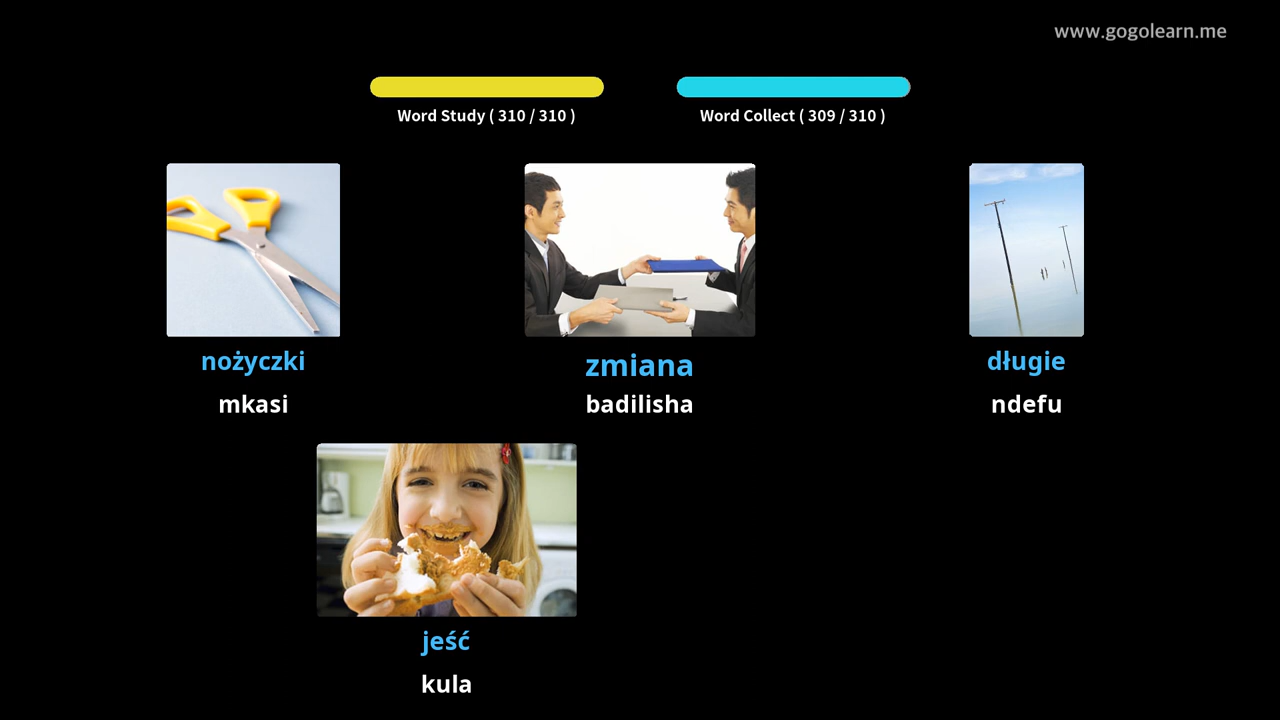 www.gogolearn.me
Word Study ( 310 / 310 )
Word Collect ( 309 / 310 )
nożyczki
zmiana
długie
mkasi
badilisha
ndefu
jeść
kula